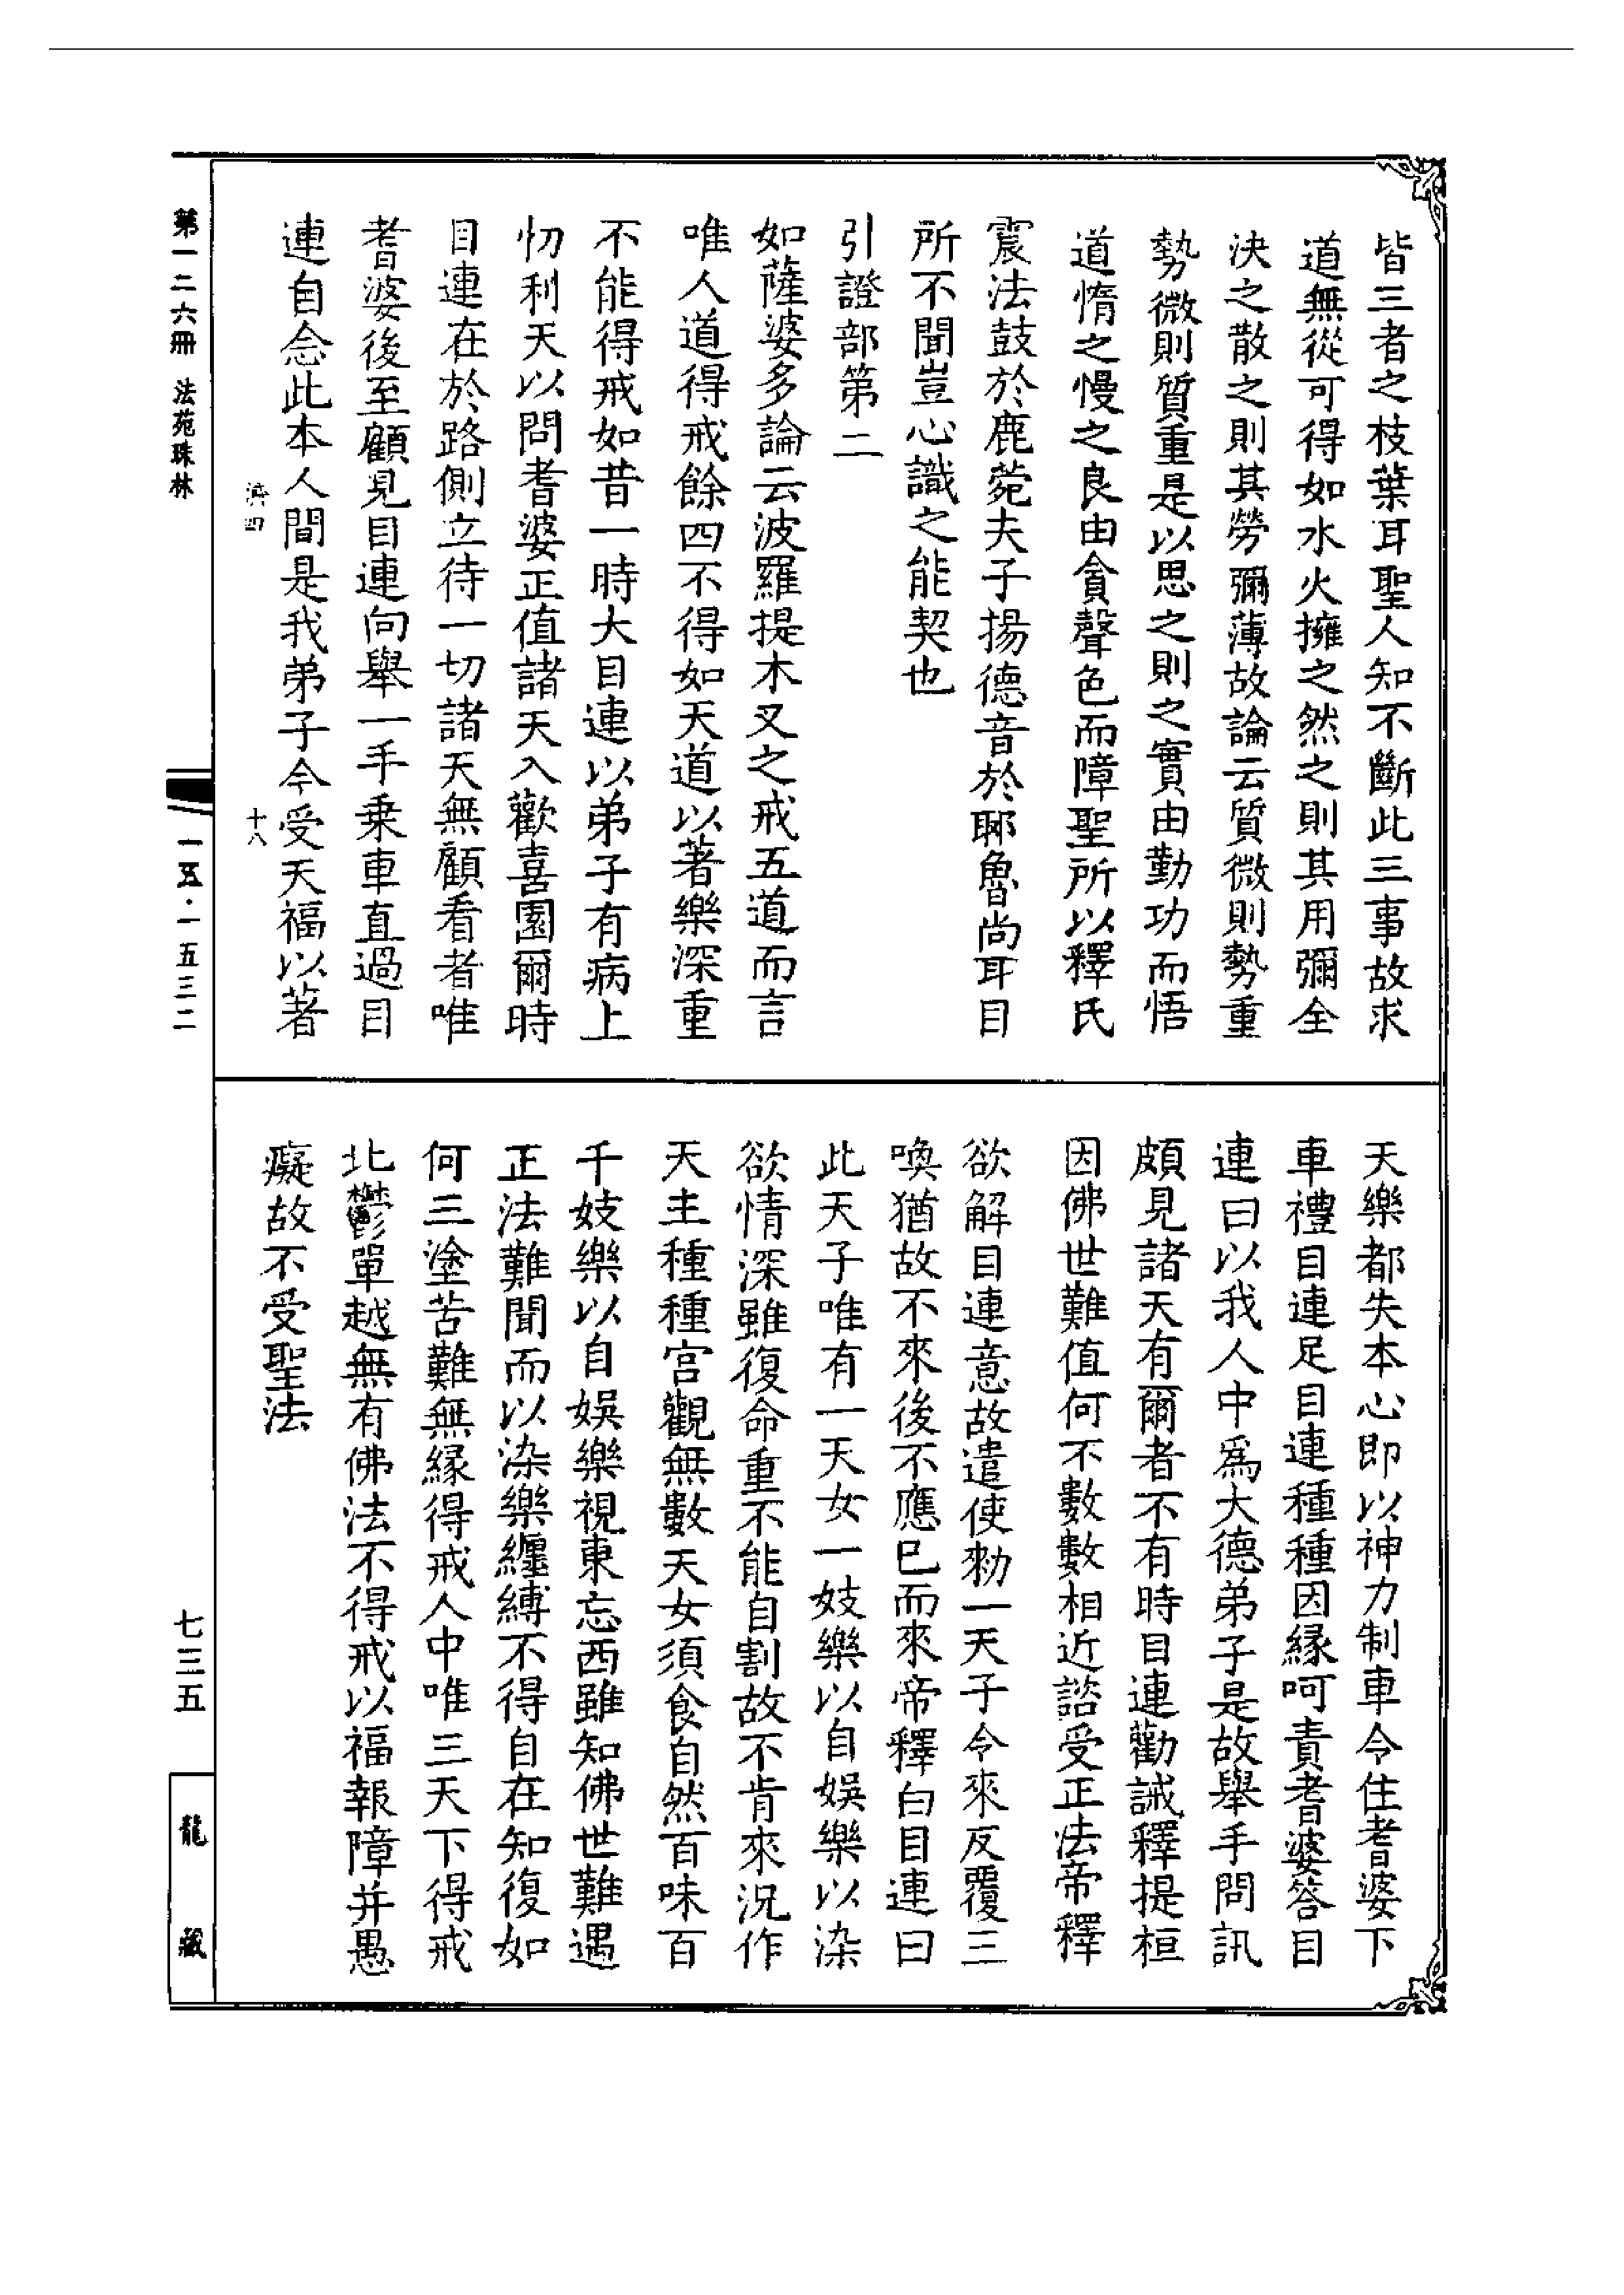 皆三者之枝葉耳聖人知不斷此三事故求
道無從可得如水火擁之然之則其用彌全
決之散之則其勞彌薄故論云質微則勢重
勢微則質重是以思之則之實由勤功而悟
道惰之慢之良由貪聲色而障聖所以釋氏
震法鼓於鹿菀夫子揚德音於鄹魯尚耳目
所不聞豈心識之能契也
引證部第二
如薩婆多論云波羅提木叉之戒五道而言
唯人道得戒餘四不得如天道以著樂深重
不能得戒如昔一時大目連以弟子有病上
忉利天以問耆婆正值諸天入歡喜園爾時
目連在於路側立待一切諸天無顧看者唯
耆婆後至顧見目連向舉一手乗車直過目
連自念此本人間是我弟子今受天福以著
濟四
十八
天樂都失本心即以神力制車令住耆婆下
車禮目連足目連種種因緣呵責耆婆答目
連曰以我人中爲大德弟子是故舉手問訊
頗見諸天有爾者不有時目連勸誡釋提桓
因佛世難值何不數數相近諮受正法帝釋
欲解目連意故遣使勑一天子令來反覆三
喚猶故不來後不應已而來帝釋白目連曰
此天子唯有一天女一妓樂以自娛樂以染
欲情深雖復命重不能自割故不肯來況作
天主種種宮觀無數天女須食自然百味百
千妓樂以自娛樂視東忘西雖知佛世難遇
正法難聞而以染樂纏縛不得自在知復如
何三塗苦難無緣得戒人中唯三天下得戒
北鬱單越無有佛法不得戒以福報障并愚
癡故不受聖法
第一二六冊 法苑珠林
一五五·一五三二
七三五
龍藏